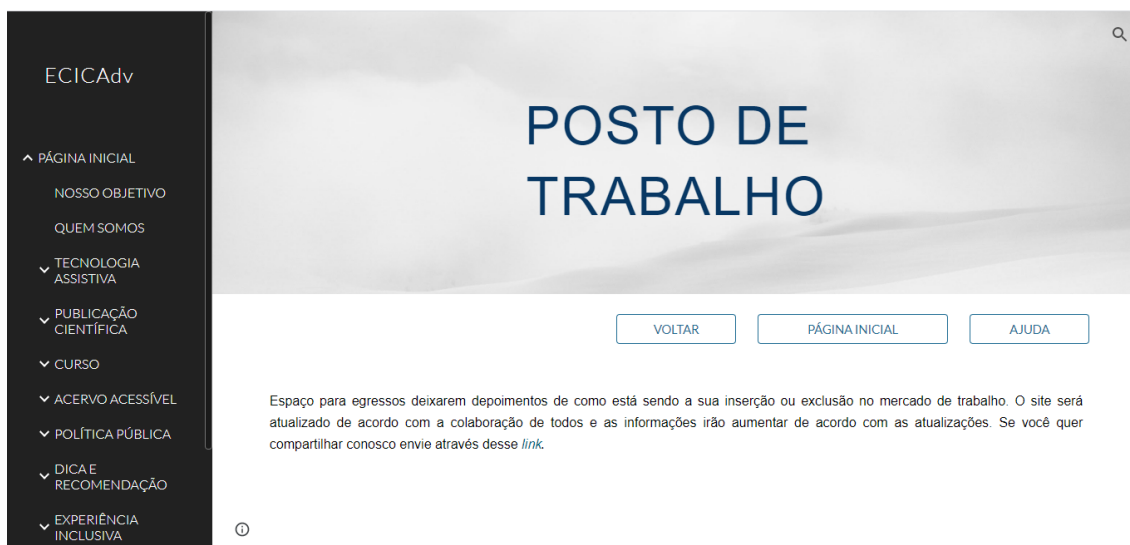 ECICAdv
PÁGINA INICIAL
NOSSO OBJETIVO
QUEM SOMOS
TECNOLOGIA
ASSISTIVA
PUBLICAÇÃO
CIENTÍFICA
CURSO
ACERVO ACESSÍVEL
POLÍTICA PÚBLICA
DICA E
RECOMENDAÇÃO
EXPERIÊNCIA
INCLUSIVA
POSTO DE
TRABALHO
VOLTAR
PÁGINA INICIAL
AJUDA
Espaço para egressos deixarem depoimentos de como está sendo a sua inserção ou exclusão no mercado de trabalho. O site será
atualizado de acordo com a colaboração de todos e as informações irão aumentar de acordo com as atualizações. Se você quer
compartilhar conosco envie através desse link.